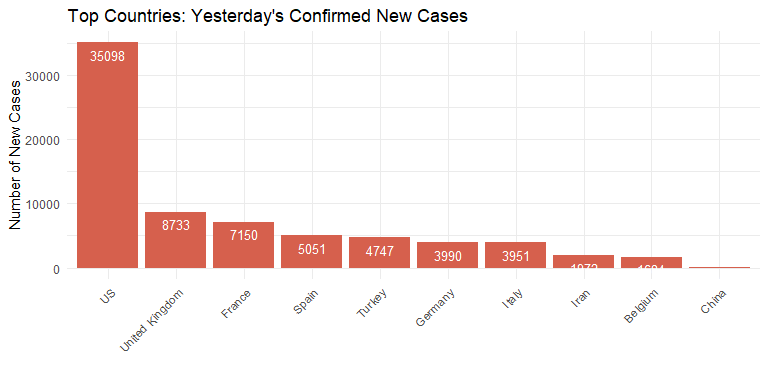 Top Countries: Yesterday's Confirmed New Cases
Number of New Cases
30000
20000
10000
0
35098
8733
7150
5051
4747
3990
3951
US
United Kingdom
France
Spain
Turkey
Germany
Italy
Iran
Belgium
China